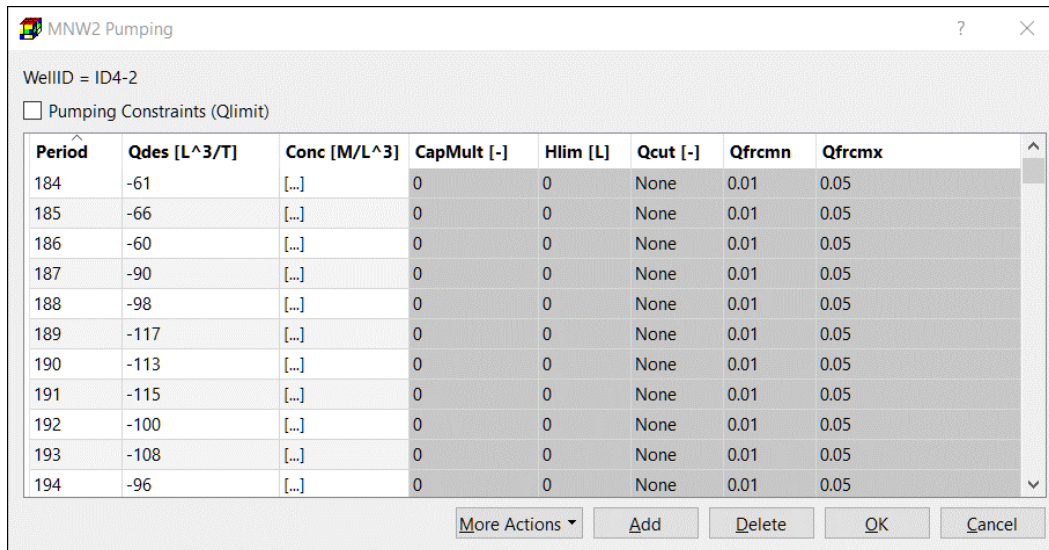 MNW2 Pumping ? ×
WellID = ID4-2
Pumping Constraints (Qlimit)
Period Qdes [L^3/T] Conc [M/L^3] CapMult [-] Hlim [L] Qcut [-] Qfrcmn Qfrcmx
184 -61 [...] 0 0 None 0.01 0.05
185 -66 [...] 0 0 None 0.01 0.05
186 -60 [...] 0 0 None 0.01 0.05
187 -90 [...] 0 0 None 0.01 0.05
188 -98 [...] 0 0 None 0.01 0.05
189 -117 [...] 0 0 None 0.01 0.05
190 -113 [...] 0 0 None 0.01 0.05
191 -115 [...] 0 0 None 0.01 0.05
192 -100 [...] 0 0 None 0.01 0.05
193 -108 [...] 0 0 None 0.01 0.05
194 -96 [...] 0 0 None 0.01 0.05
More Actions Add Delete OK Cancel